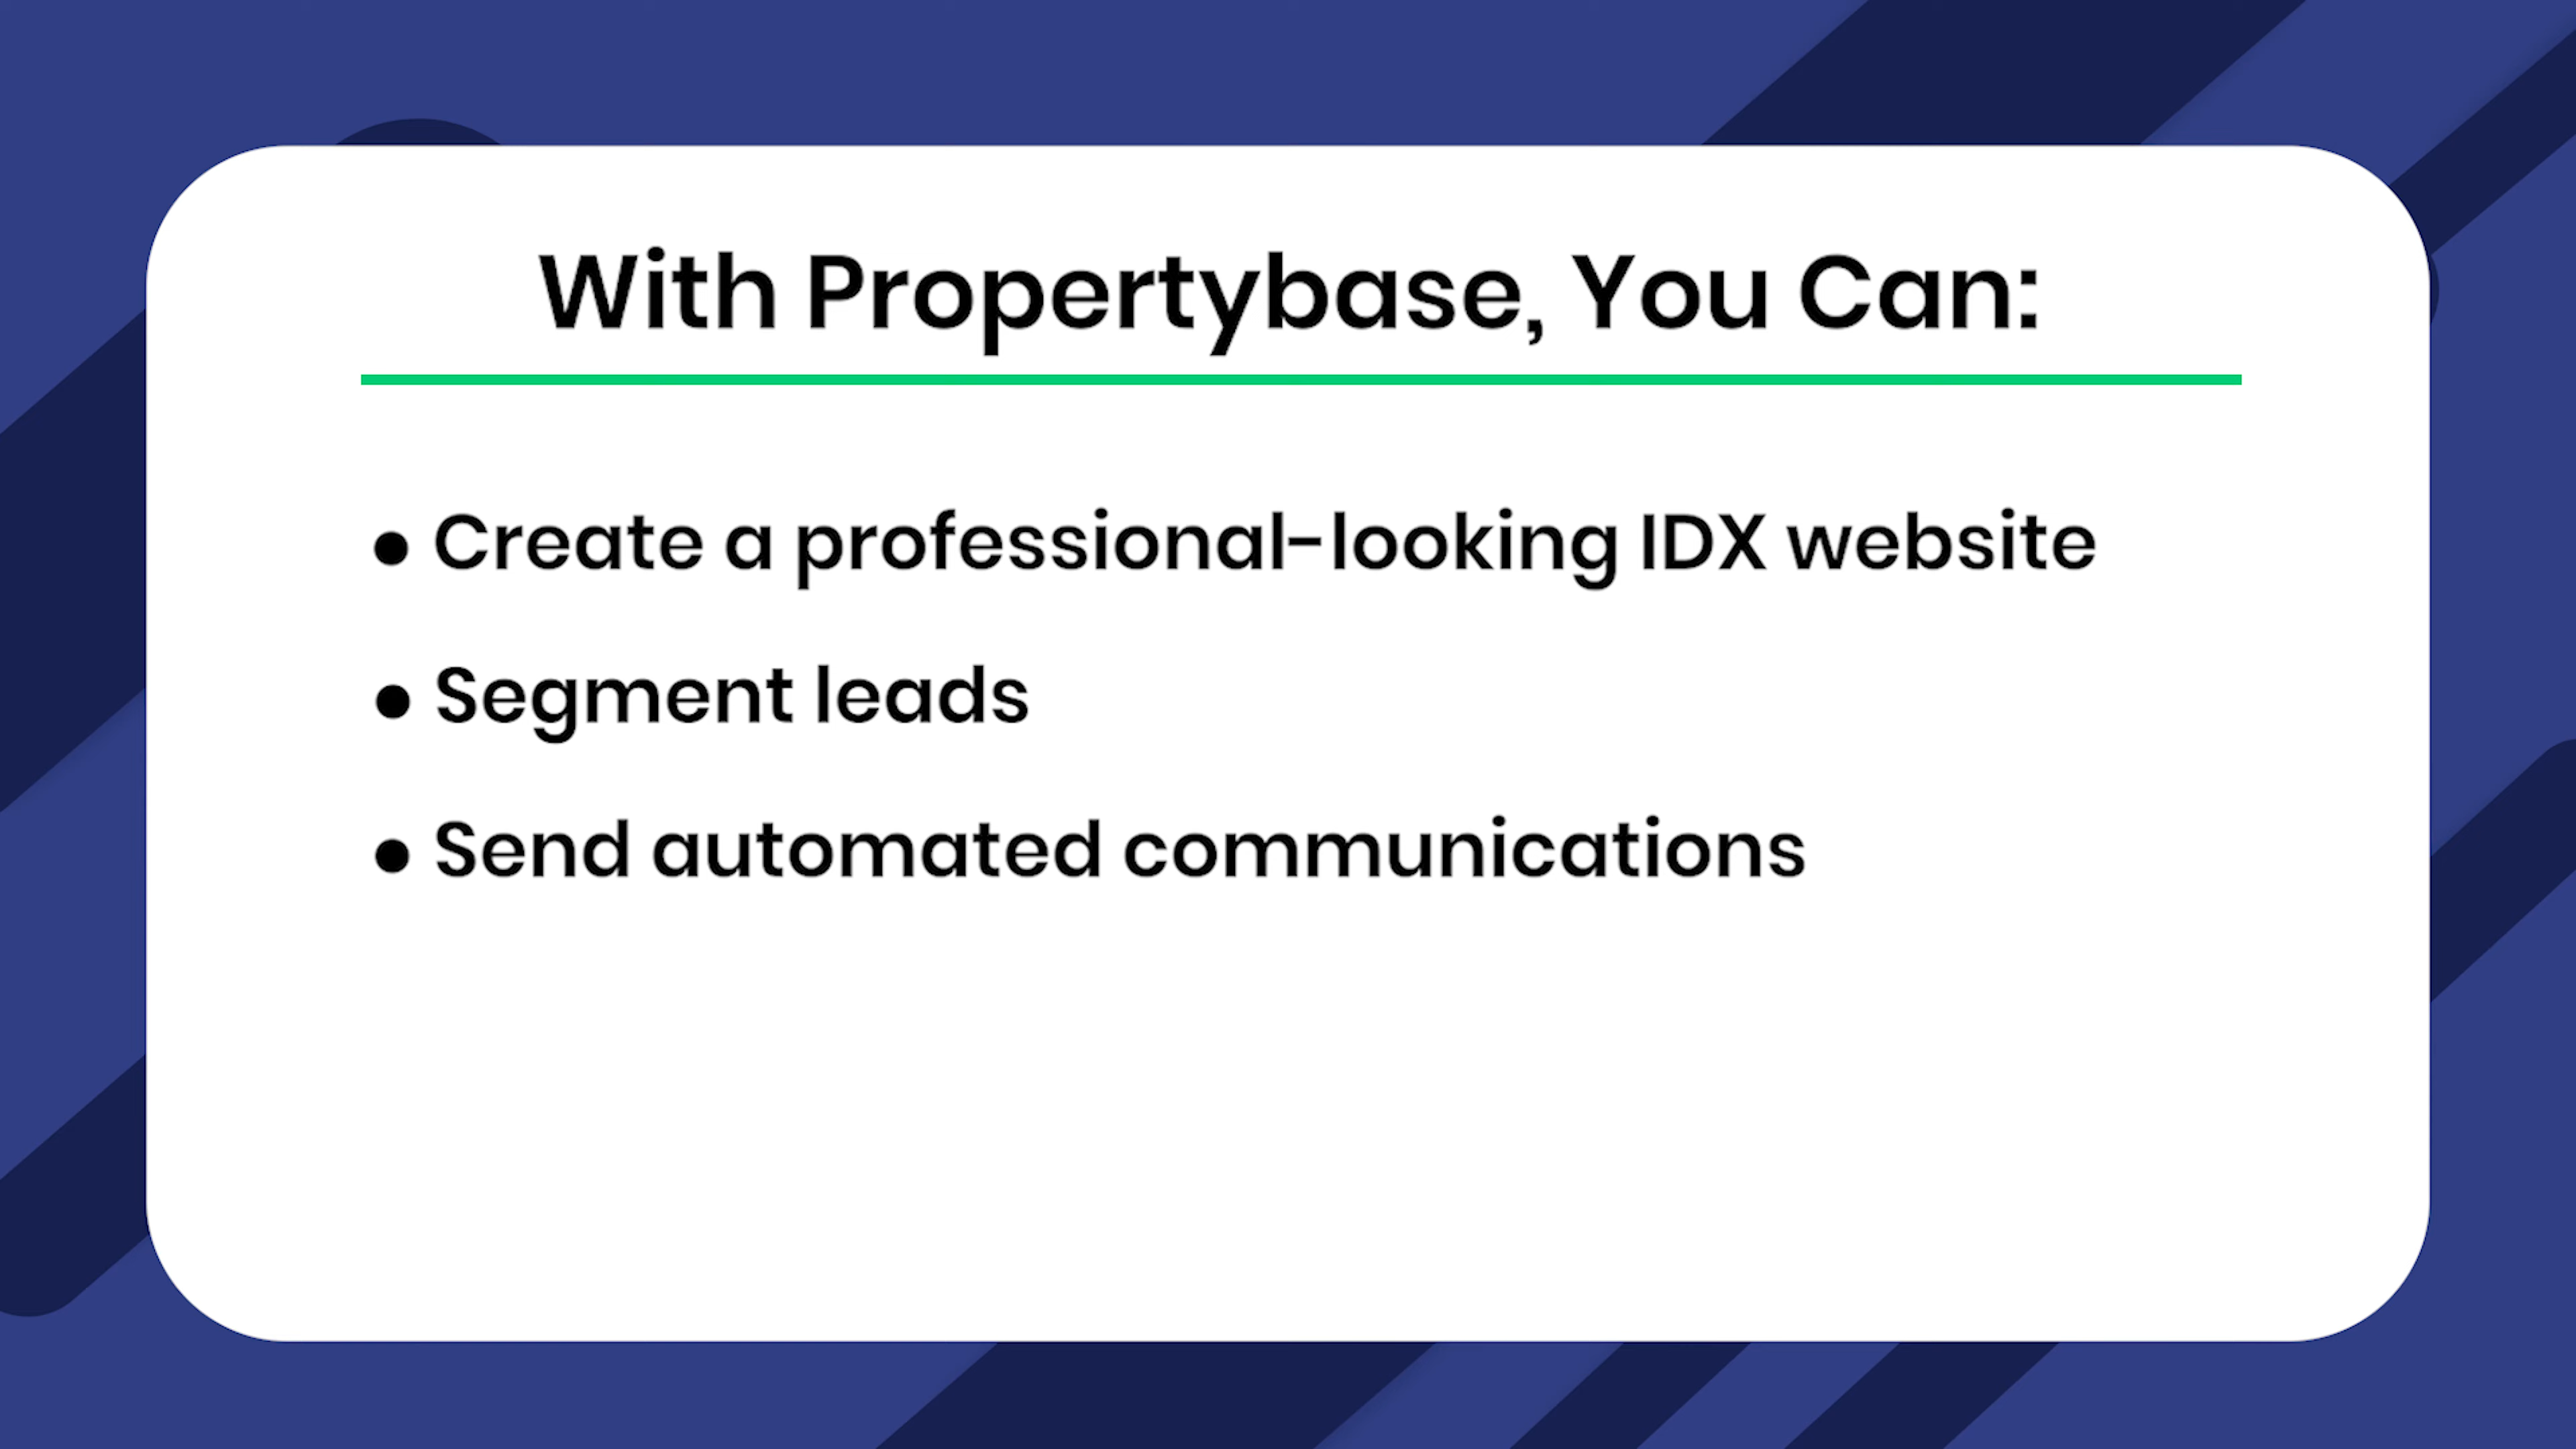 With Propertybase, You Can:
• Create a professional-looking IDX website
• Segment leads
• Send automated communications